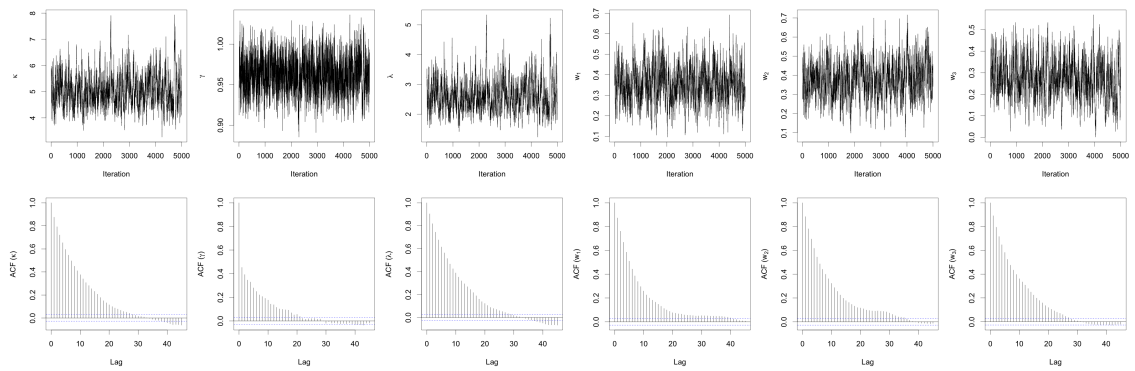 κ
4 5 6 7 8
0 1000 2000 3000 4000 5000
Iteration
γ
0.90 0.95 1.00
0 1000 2000 3000 4000 5000
Iteration
λ
2 3 4 5
0 1000 2000 3000 4000 5000
Iteration
w₁
0.1 0.2 0.3 0.4 0.5 0.6 0.7
0 1000 2000 3000 4000 5000
Iteration
w₂
0.1 0.2 0.3 0.4 0.5 0.6 0.7
0 1000 2000 3000 4000 5000
Iteration
w₃
0.0 0.1 0.2 0.3 0.4 0.5
0 1000 2000 3000 4000 5000
Iteration
ACF (κ)
0.0 0.2 0.4 0.6 0.8 1.0
0 10 20 30 40
Lag
ACF (γ)
0.0 0.2 0.4 0.6 0.8 1.0
0 10 20 30 40
Lag
ACF (λ)
0.0 0.2 0.4 0.6 0.8 1.0
0 10 20 30 40
Lag
ACF (w₁)
0.0 0.2 0.4 0.6 0.8 1.0
0 10 20 30 40
Lag
ACF (w₂)
0.0 0.2 0.4 0.6 0.8 1.0
0 10 20 30 40
Lag
ACF (w₃)
0.0 0.2 0.4 0.6 0.8 1.0
0 10 20 30 40
Lag